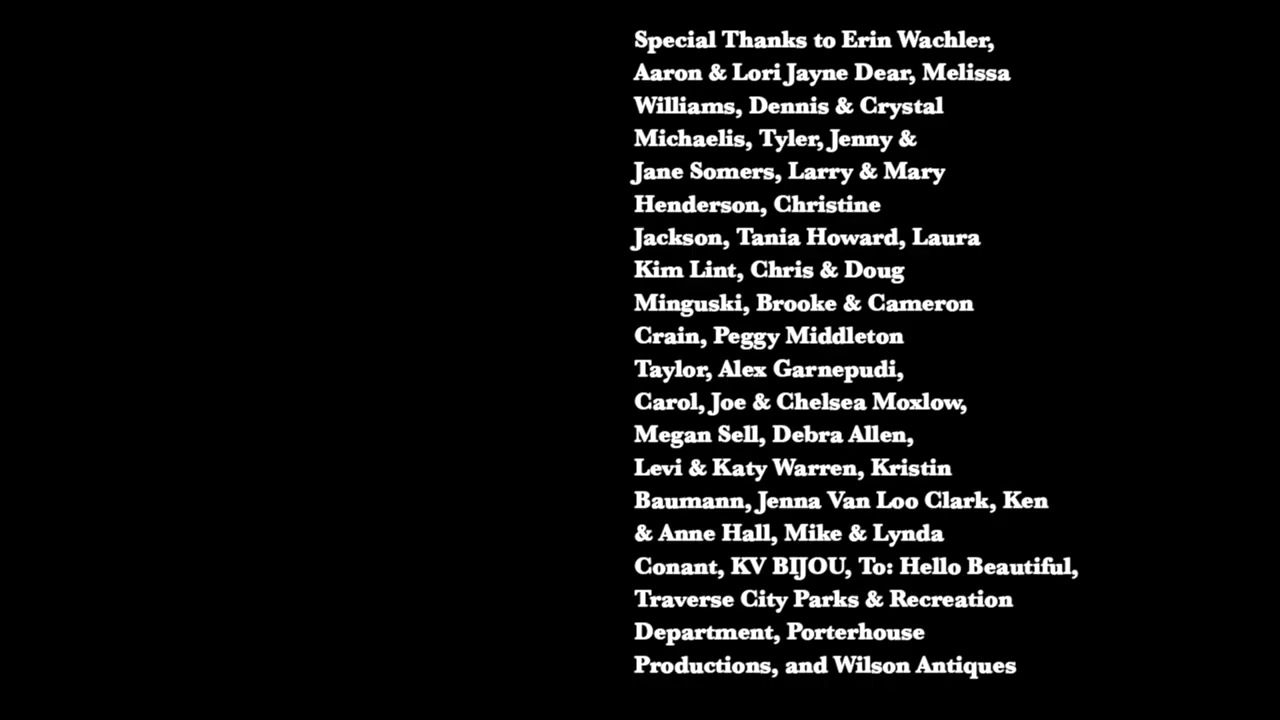 Special Thanks to Erin Wachler,
Aaron & Lori Jayne Dear, Melissa
Williams, Dennis & Crystal
Michaelis, Tyler, Jenny &
Jane Somers, Larry & Mary
Henderson, Christine
Jackson, Tania Howard, Laura
Kim Lint, Chris & Doug
Minguski, Brooke & Cameron
Crain, Peggy Middleton
Taylor, Alex Garnepudi,
Carol, Joe & Chelsea Moxlow,
Megan Sell, Debra Allen,
Levi & Katy Warren, Kristin
Baumann, Jenna Van Loo Clark, Ken
& Anne Hall, Mike & Lynda
Conant, KV BIJOU, To: Hello Beautiful,
Traverse City Parks & Recreation
Department, Porterhouse
Productions, and Wilson Antiques